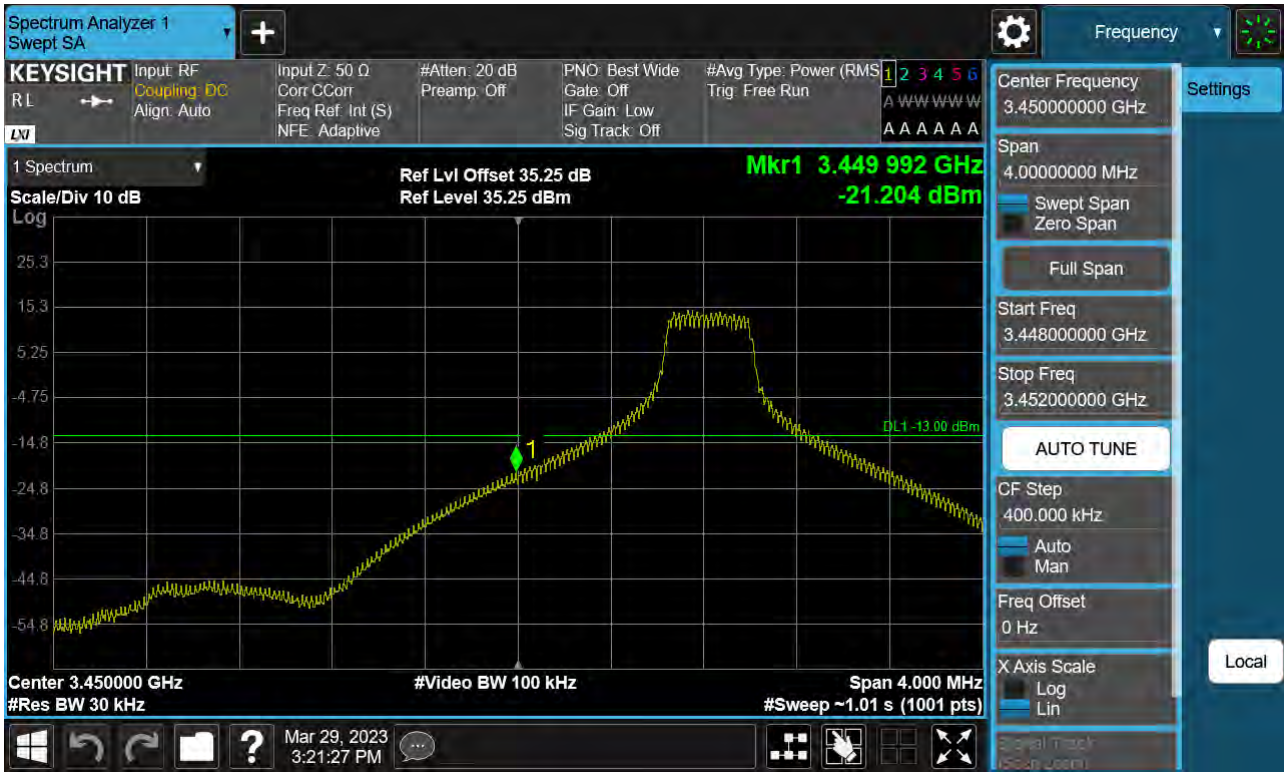 Spectrum Analyzer 1
Swept SA
+
Frequency
KEYSIGHT
RL
LXI
Input: RF
Coupling: DC
Align: Auto
Input Z: 50 Ω
Corr CCorr
Freq Ref: Int (S)
NFE: Adaptive
#Atten: 20 dB
Preamp: Off
PNO: Best Wide
Gate: Off
IF Gain: Low
Sig Track: Off
#Avg Type: Power (RMS
Trig: Free Run
1 2 3 4 5 6
A W W W W W
A A A A A A
1 Spectrum
Scale/Div 10 dB
Log
Ref Lvl Offset 35.25 dB
Ref Level 35.25 dBm
Mkr1 3.449 992 GHz
-21.204 dBm
25.3
15.3
5.25
-4.75
-14.8
-24.8
-34.8
-44.8
-54.8
1
DL1 -13.00 dBm
Center 3.450000 GHz
#Res BW 30 kHz
#Video BW 100 kHz
Span 4.000 MHz
#Sweep ~1.01 s (1001 pts)
Center Frequency
3.450000000 GHz
Settings
Span
4.00000000 MHz
Swept Span
Zero Span
Full Span
Start Freq
3.448000000 GHz
Stop Freq
3.452000000 GHz
AUTO TUNE
CF Step
400.000 kHz
Auto
Man
Freq Offset
0 Hz
X Axis Scale
Log
Lin
Signal Track
(Span Zoom)
Local
?
Mar 29, 2023
3:21:27 PM